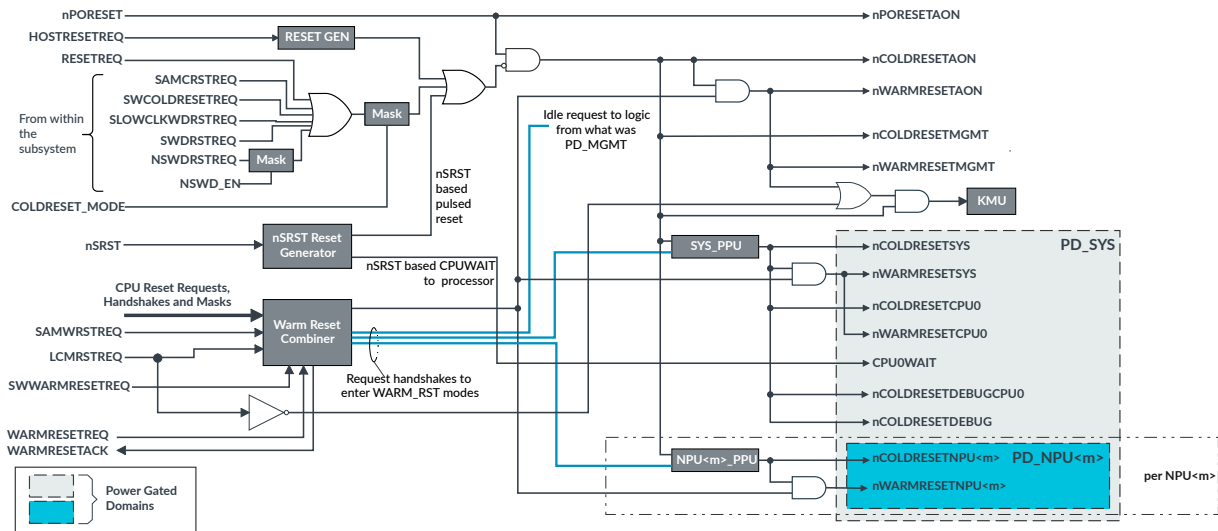 nPORESET
nPORESETAON
HOSTRESETREQ
RESET GEN
RESETREQ
nCOLDRESETAON
SAMCRSTREQ
SWCOLDRESETREQ
SLOWCLKWDRSTREQ
SWDRSTREQ
NSWDRSTREQ
Mask
NSWD_EN
From within
the
subsystem
Mask
COLDRESET_MODE
nWARMRESETAON
Idle request to logic
from what was
PD_MGMT
nCOLDRESETMGMT
nWARMRESETMGMT
nSRST
based
pulsed
reset
KMU
nSRST
nSRST Reset
Generator
nSRST based CPUWAIT
to processor
SYS_PPU
nCOLDRESETSYS
PD_SYS
nWARMRESETSYS
nCOLDRESETCPU0
nWARMRESETCPU0
CPU0WAIT
CPU Reset Requests,
Handshakes and Masks
SAMWRSTREQ
Warm Reset
Combiner
LCMRSTREQ
SWWARMRESETREQ
Request handshakes to
enter WARM_RST modes
nCOLDRESETDEBUGCPU0
nCOLDRESETDEBUG
WARMRESETREQ
WARMRESETACK
NPU<m>_PPU
nCOLDRESETNPU<m>
PD_NPU<m>
nWARMRESETNPU<m>
per NPU<m>
Power Gated
Domains